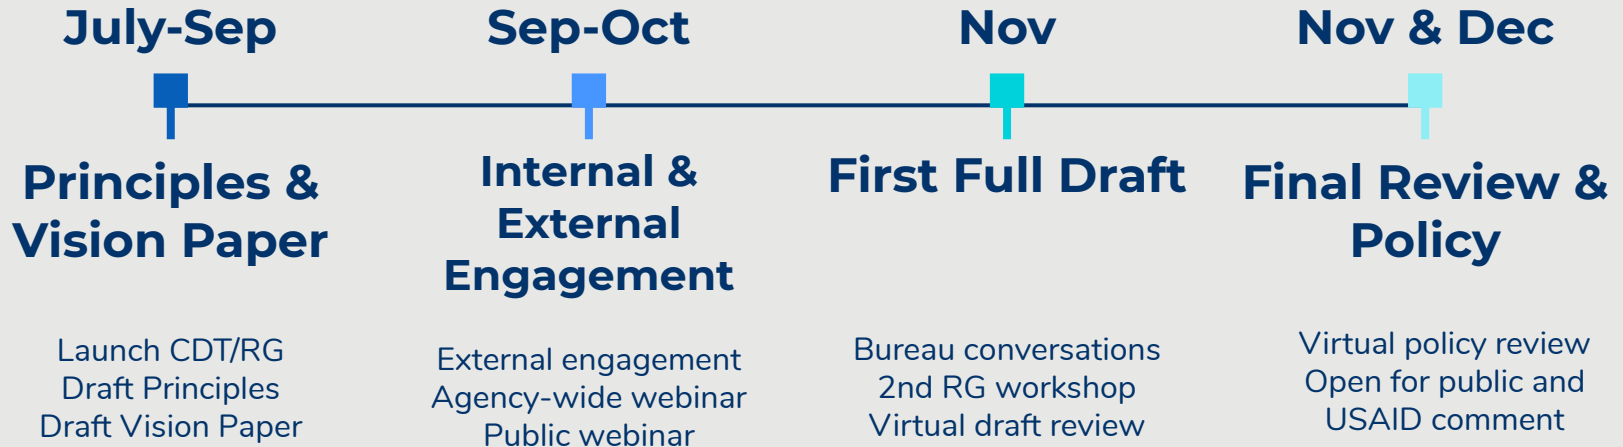 July-Sep
Sep-Oct
Nov
Nov & Dec
Principles &
Vision Paper
Internal &
External
Engagement
First Full Draft
Final Review &
Policy
Launch CDT/RG
Draft Principles
Draft Vision Paper
External engagement
Agency-wide webinar
Public webinar
Bureau conversations
2nd RG workshop
Virtual draft review
Virtual policy review
Open for public and
USAID comment